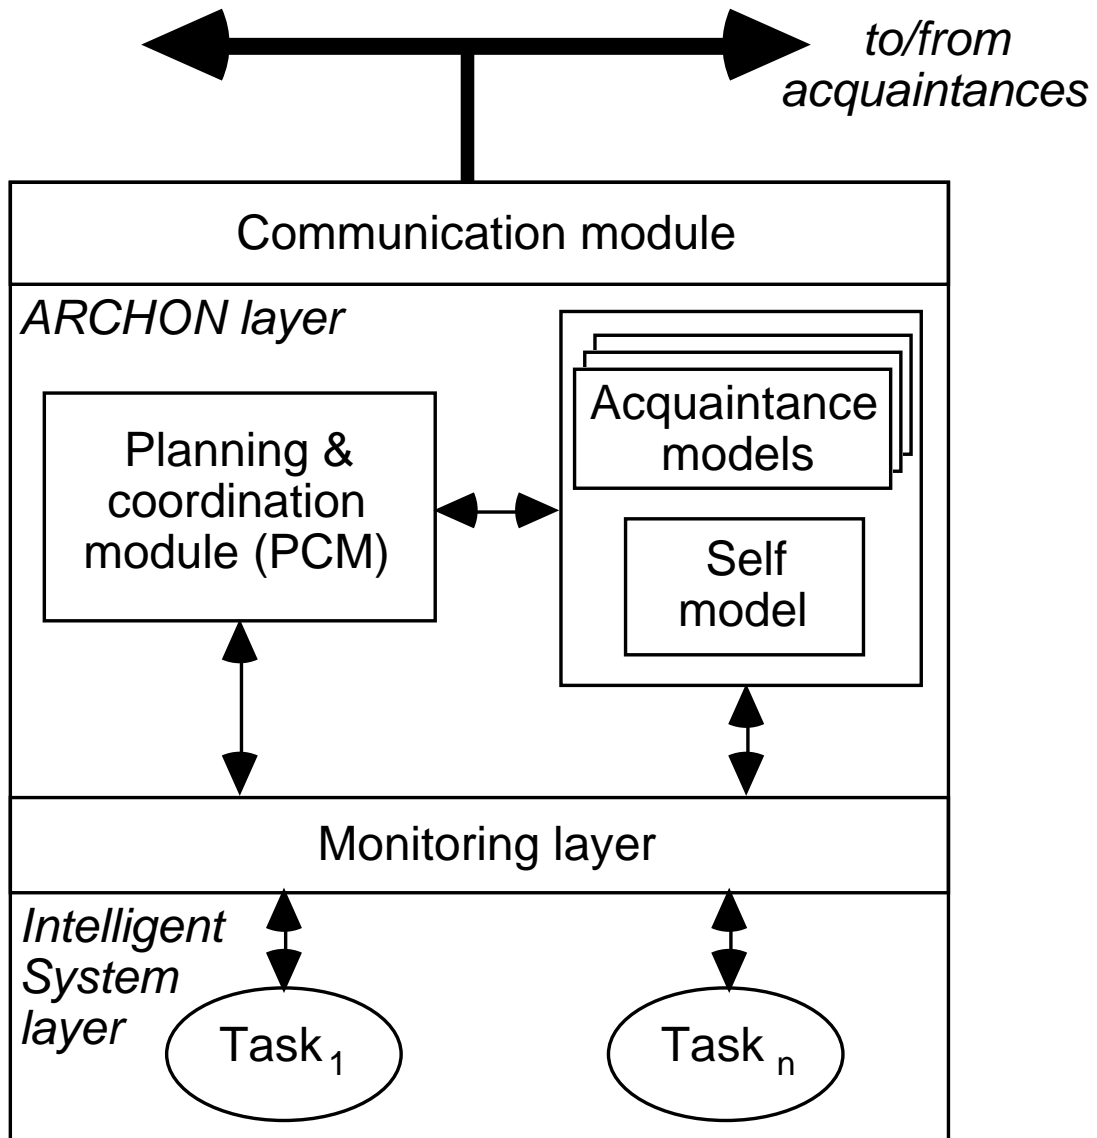 to/from
acquaintances
Communication module
ARCHON layer
Acquaintance
models
Planning &
coordination
module (PCM)
Self
model
Monitoring layer
Intelligent
System
layer
Task 1
Task n